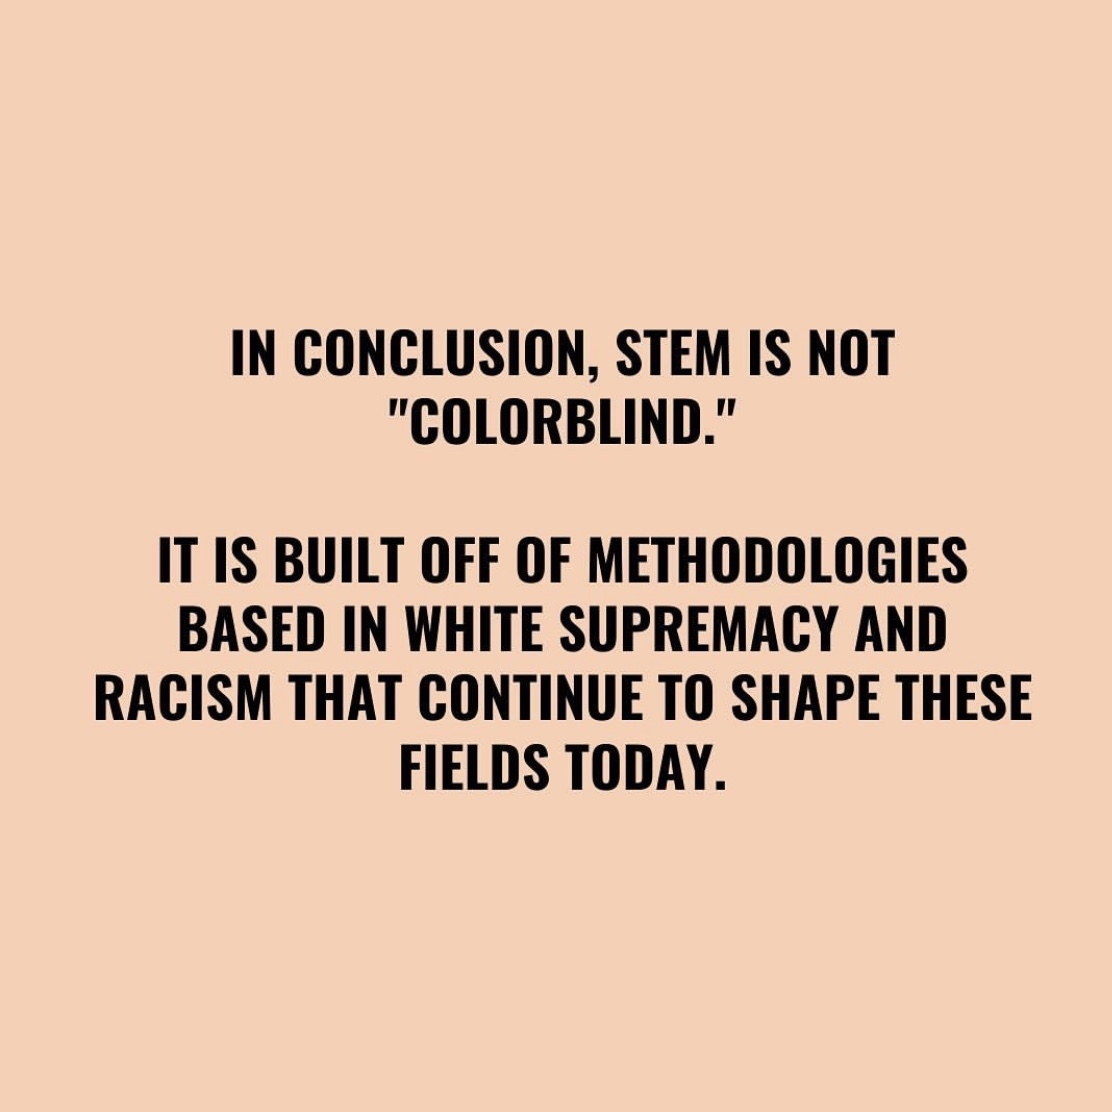 IN CONCLUSION, STEM IS NOT
"COLORBLIND."
IT IS BUILT OFF OF METHODOLOGIES
BASED IN WHITE SUPREMACY AND
RACISM THAT CONTINUE TO SHAPE THESE
FIELDS TODAY.